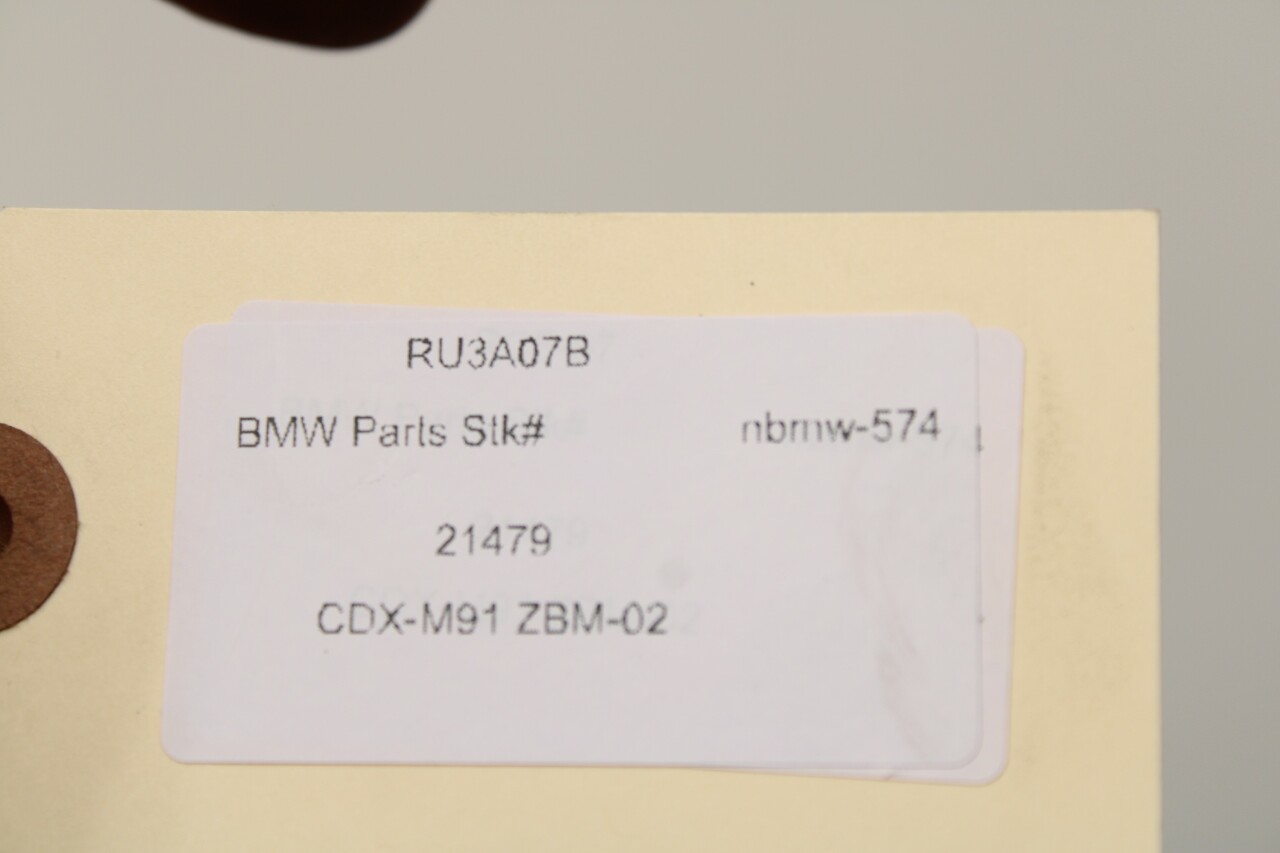 RU3A07B
BMW Parts Stk# nbmw-574
21479
CDX-M91 ZBM-02